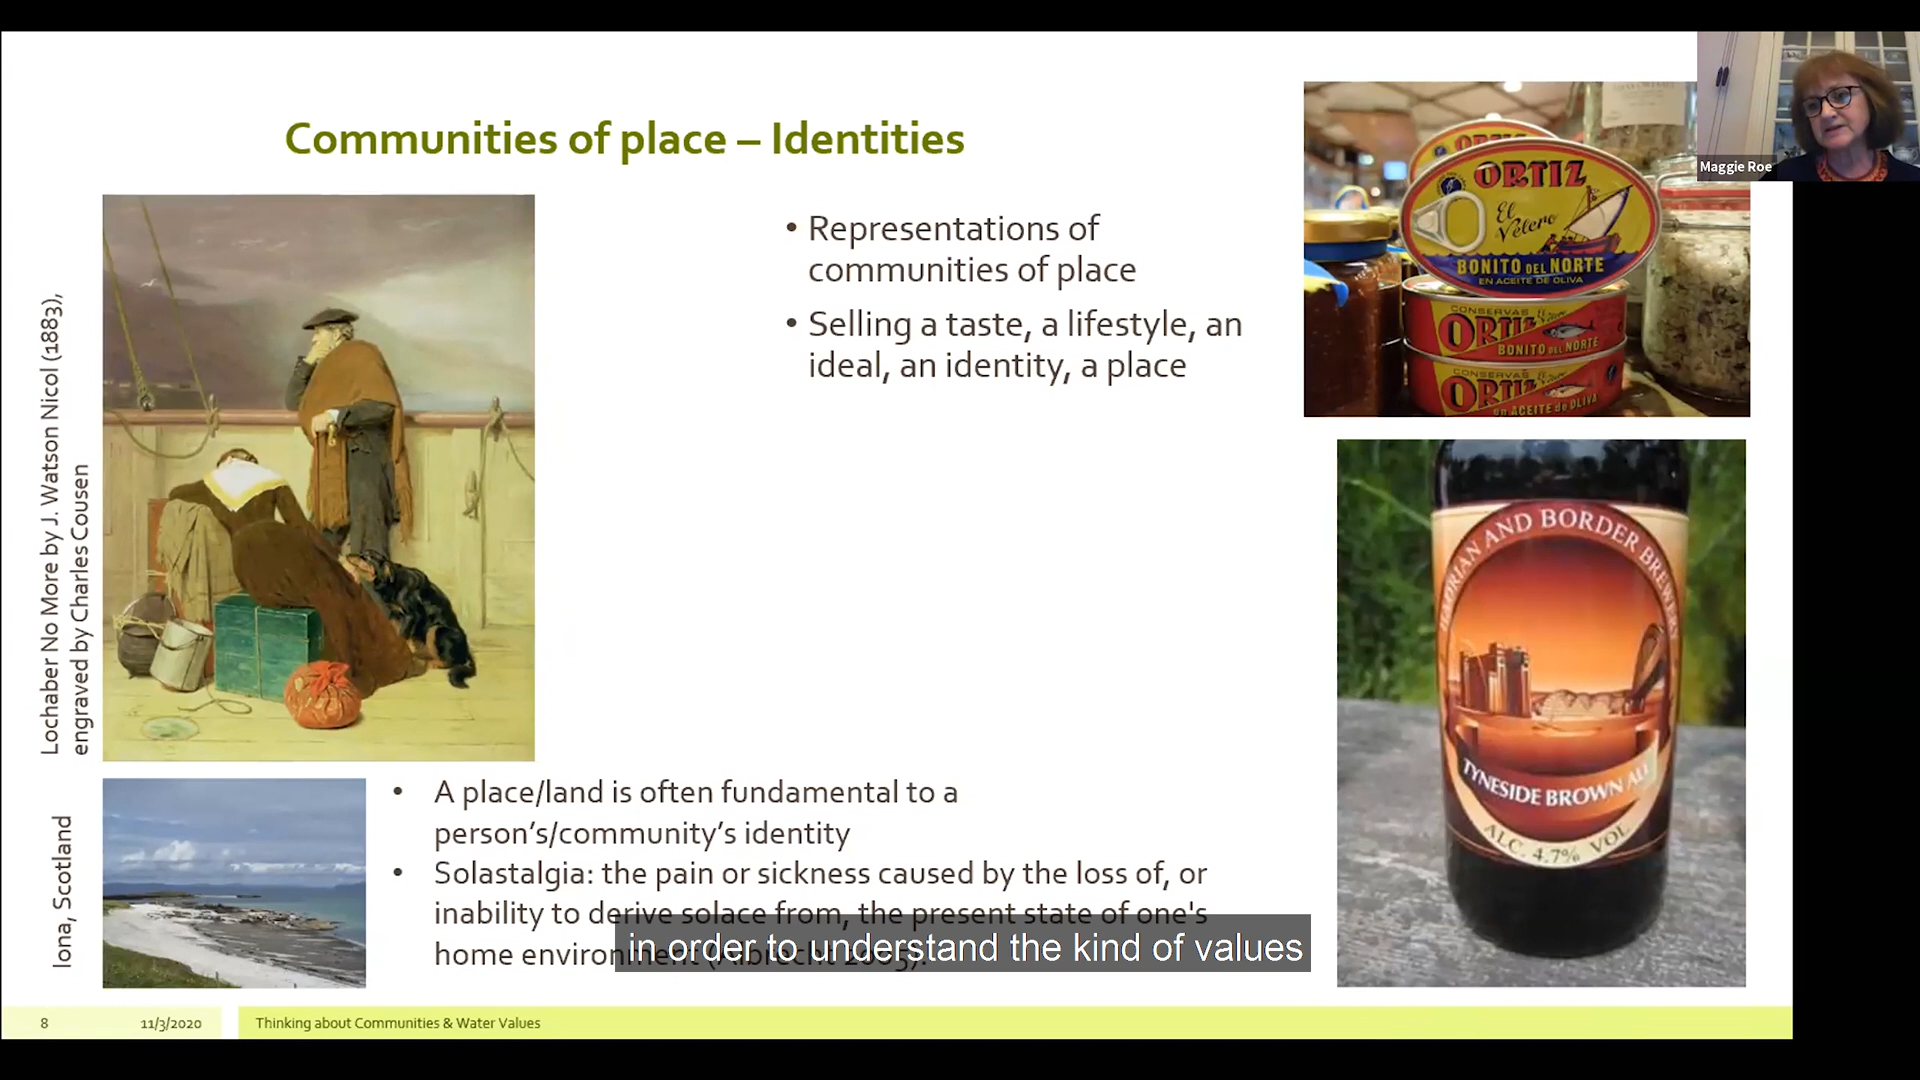 Communities of place – Identities
Maggie Roe
Lochaber No More by J. Watson Nicol (1883),
engraved by Charles Cousen
• Representations of
communities of place
• Selling a taste, a lifestyle, an
ideal, an identity, a place
ORTIZ
El
Velero
BONITO DEL NORTE
EN ACEITE DE OLIVA
CONSERVAS
ORTIZ
BONITO DEL NORTE
CONSERVAS
ORTIZ
en ACEITE de OLIVA
HADRIAN AND BORDER BREWERY
TYNESIDE BROWN ALE
ALC. 4.7% VOL
Iona, Scotland
• A place/land is often fundamental to a
person's/community's identity
• Solastalgia: the pain or sickness caused by the loss of, or
inability to derive solace from, the present state of one's
home environment (Albrecht 2005).
in order to understand the kind of values
8
11/3/2020
Thinking about Communities & Water Values